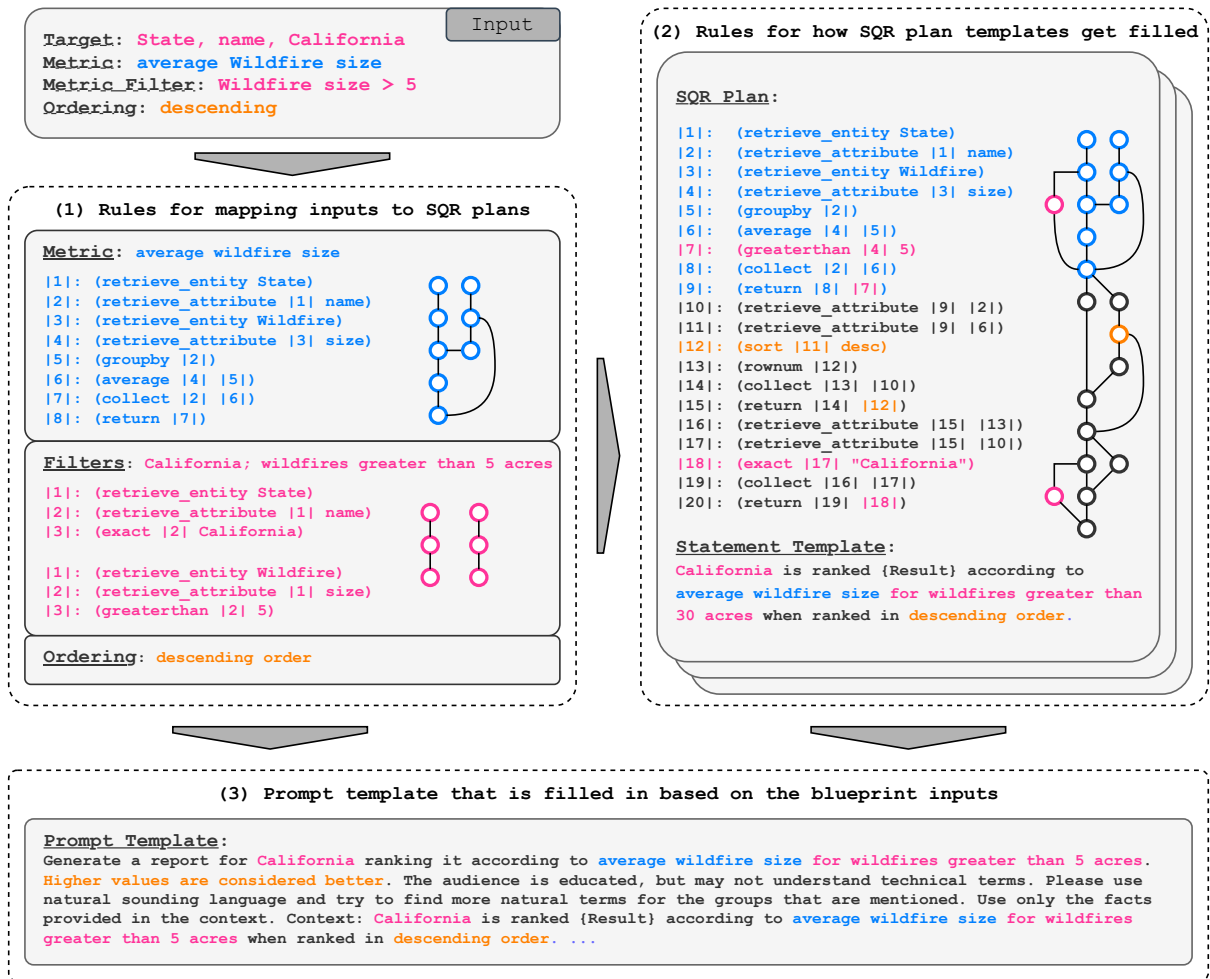 Input
Target: State, name, California
Metric: average Wildfire size
Metric Filter: Wildfire size > 5
Ordering: descending
(1) Rules for mapping inputs to SQR plans
Metric: average wildfire size
|1|: (retrieve_entity State)
|2|: (retrieve_attribute |1| name)
|3|: (retrieve_entity Wildfire)
|4|: (retrieve_attribute |3| size)
|5|: (groupby |2|)
|6|: (average |4| |5|)
|7|: (collect |2| |6|)
|8|: (return |7|)
Filters: California; wildfires greater than 5 acres
|1|: (retrieve_entity State)
|2|: (retrieve_attribute |1| name)
|3|: (exact |2| California)
|1|: (retrieve_entity Wildfire)
|2|: (retrieve_attribute |1| size)
|3|: (greaterthan |2| 5)
Ordering: descending order
(2) Rules for how SQR plan templates get filled
SQR Plan:
|1|: (retrieve_entity State)
|2|: (retrieve_attribute |1| name)
|3|: (retrieve_entity Wildfire)
|4|: (retrieve_attribute |3| size)
|5|: (groupby |2|)
|6|: (average |4| |5|)
|7|: (greaterthan |4| 5)
|8|: (collect |2| |6|)
|9|: (return |8| |7|)
|10|: (retrieve_attribute |9| |2|)
|11|: (retrieve_attribute |9| |6|)
|12|: (sort |11| desc)
|13|: (rownum |12|)
|14|: (collect |13| |10|)
|15|: (return |14| |12|)
|16|: (retrieve_attribute |15| |13|)
|17|: (retrieve_attribute |15| |10|)
|18|: (exact |17| "California")
|19|: (collect |16| |17|)
|20|: (return |19| |18|)
Statement Template:
California is ranked {Result} according to
average wildfire size for wildfires greater than
30 acres when ranked in descending order.
(3) Prompt template that is filled in based on the blueprint inputs
Prompt Template:
Generate a report for California ranking it according to average wildfire size for wildfires greater than 5 acres.
Higher values are considered better. The audience is educated, but may not understand technical terms. Please use
natural sounding language and try to find more natural terms for the groups that are mentioned. Use only the facts
provided in the context. Context: California is ranked {Result} according to average wildfire size for wildfires
greater than 5 acres when ranked in descending order. ...